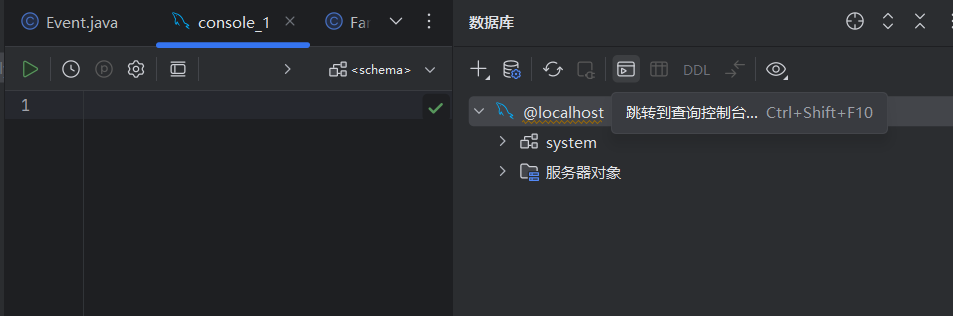 Event.java
console_1
Far
数据库
<schema>
DDL
1
@localhost
跳转到查询控制台... Ctrl+Shift+F10
system
服务器对象